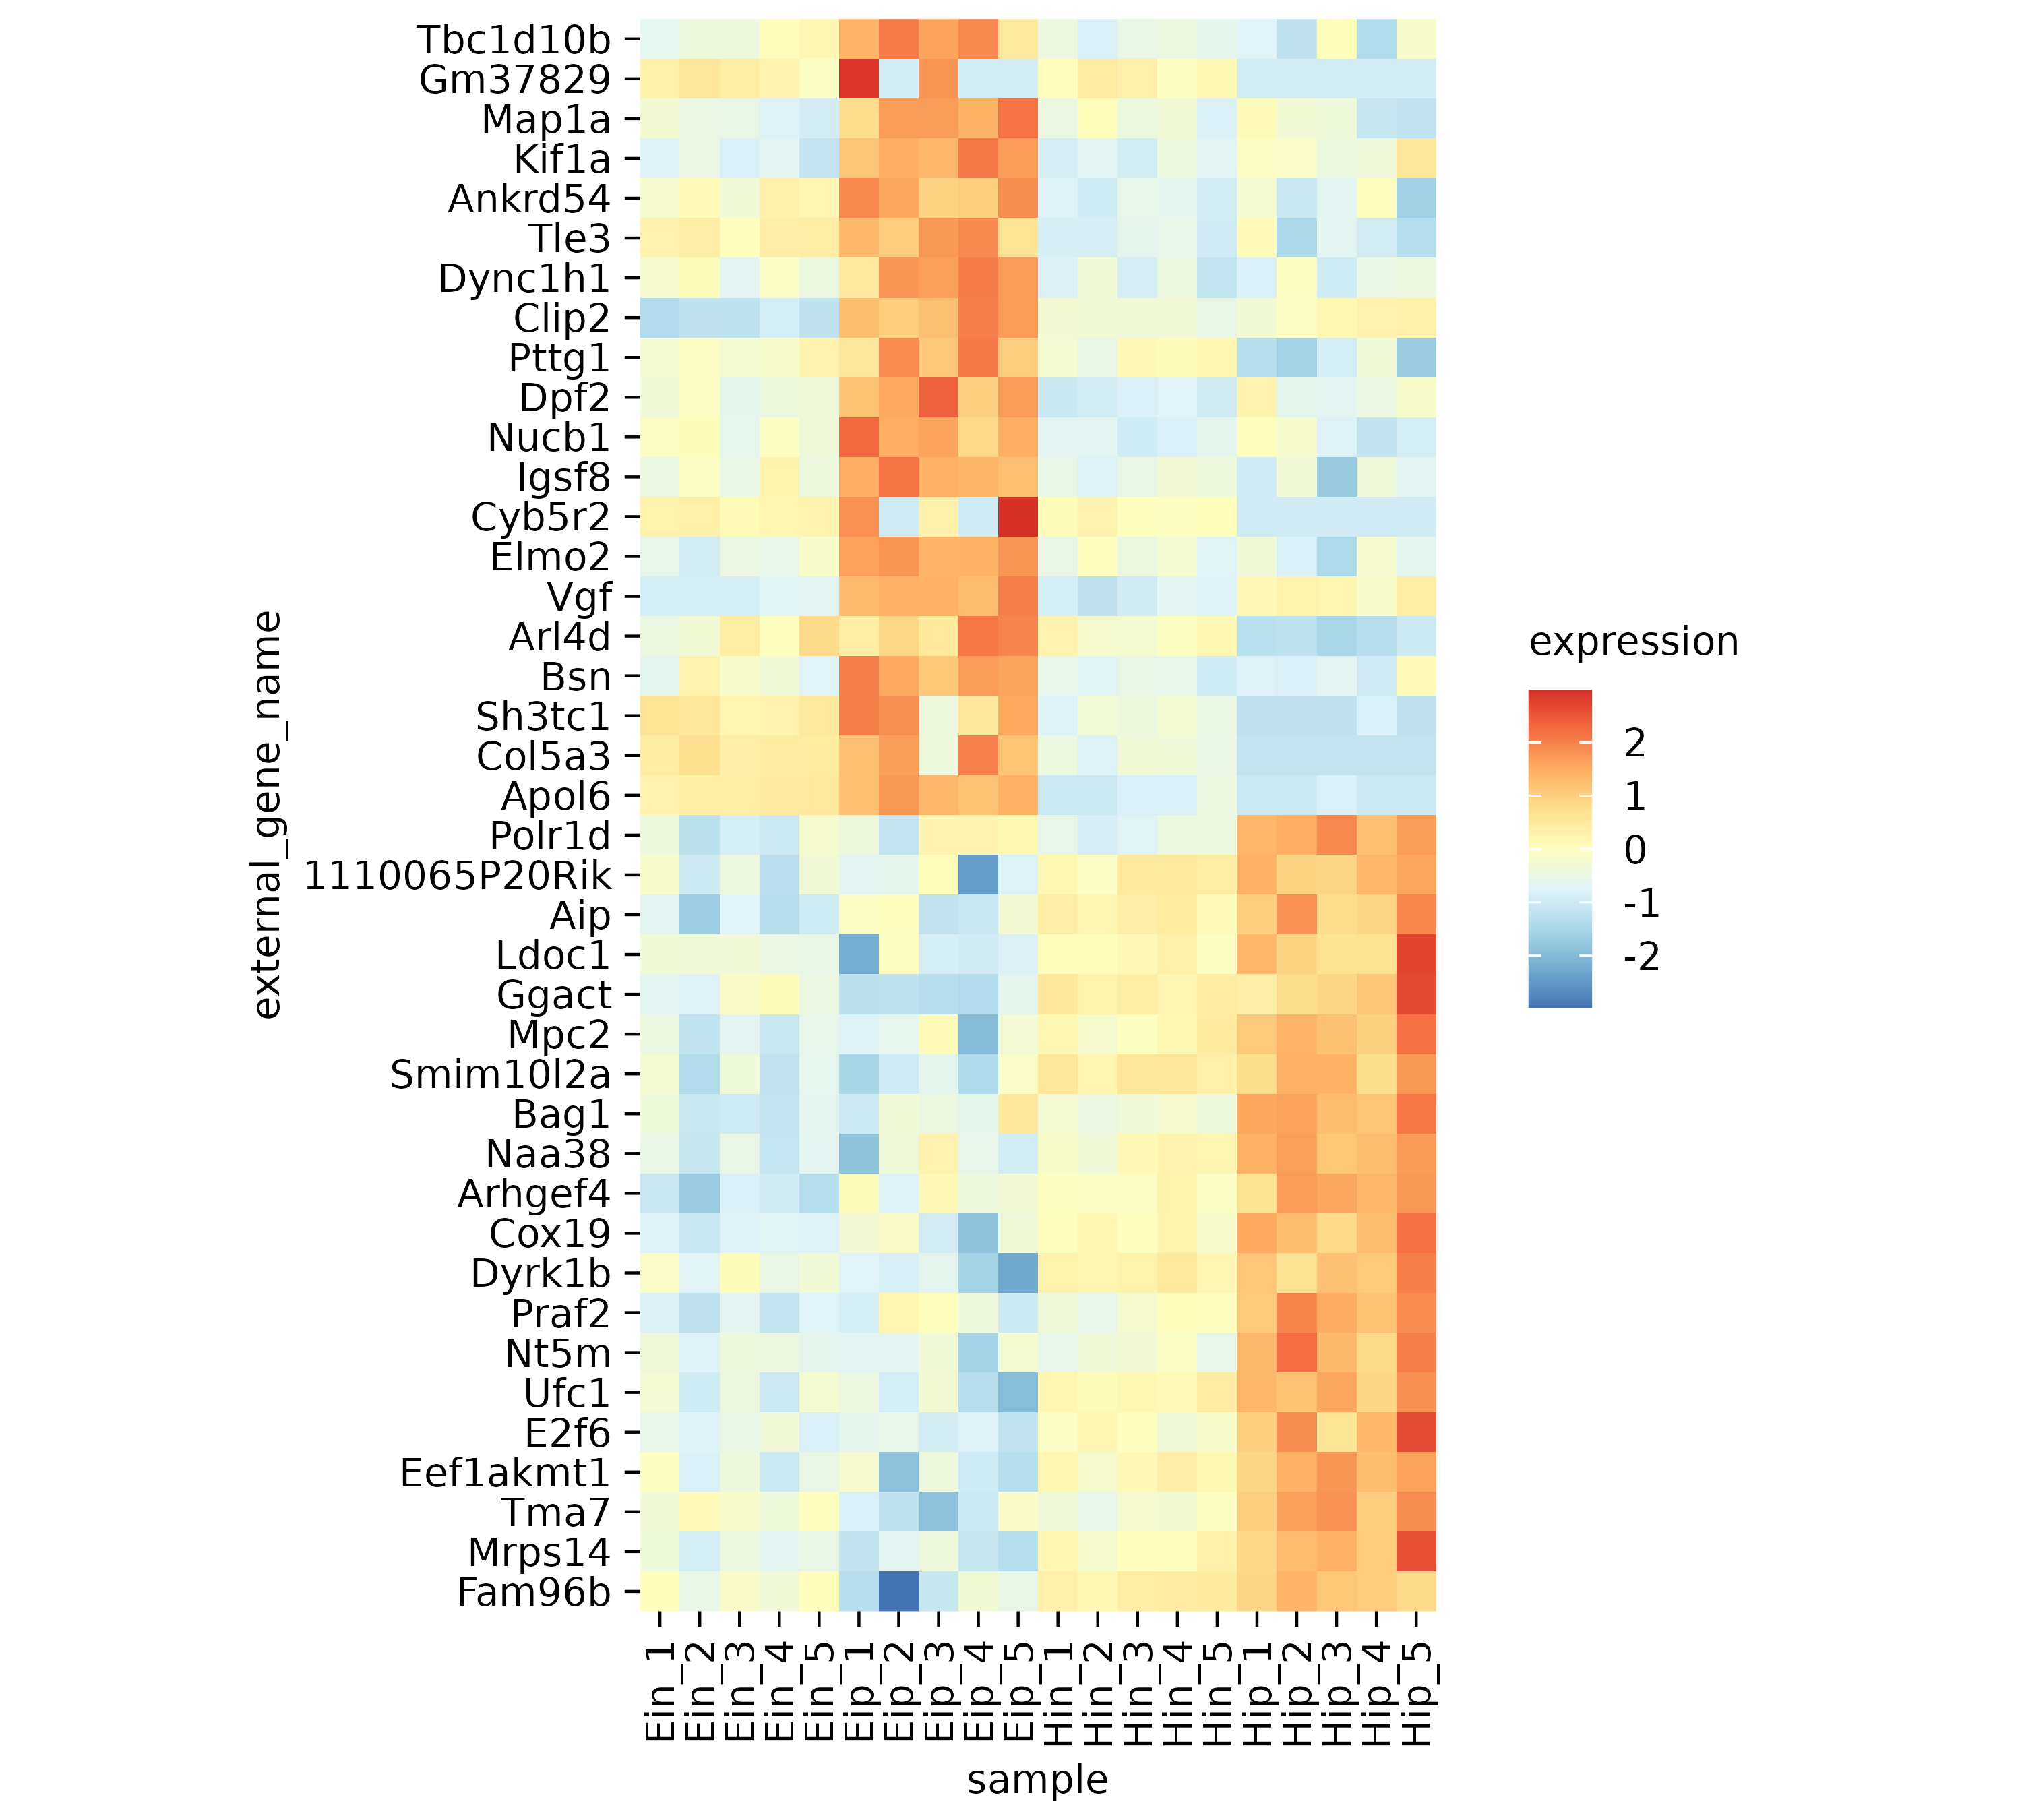 Tbc1d10b
Gm37829
Map1a
Kif1a
Ankrd54
Tle3
Dync1h1
Clip2
Pttg1
Dpf2
Nucb1
Igsf8
Cyb5r2
Elmo2
Vgf
Arl4d
Bsn
Sh3tc1
Col5a3
Apol6
Polr1d
1110065P20Rik
Aip
Ldoc1
Ggact
Mpc2
Smim10l2a
Bag1
Naa38
Arhgef4
Cox19
Dyrk1b
Praf2
Nt5m
Ufc1
E2f6
Eef1akmt1
Tma7
Mrps14
Fam96b
external_gene_name
Ein_1
Ein_2
Ein_3
Ein_4
Ein_5
Eip_1
Eip_2
Eip_3
Eip_4
Eip_5
Hin_1
Hin_2
Hin_3
Hin_4
Hin_5
Hip_1
Hip_2
Hip_3
Hip_4
Hip_5
sample
expression
2
1
0
-1
-2